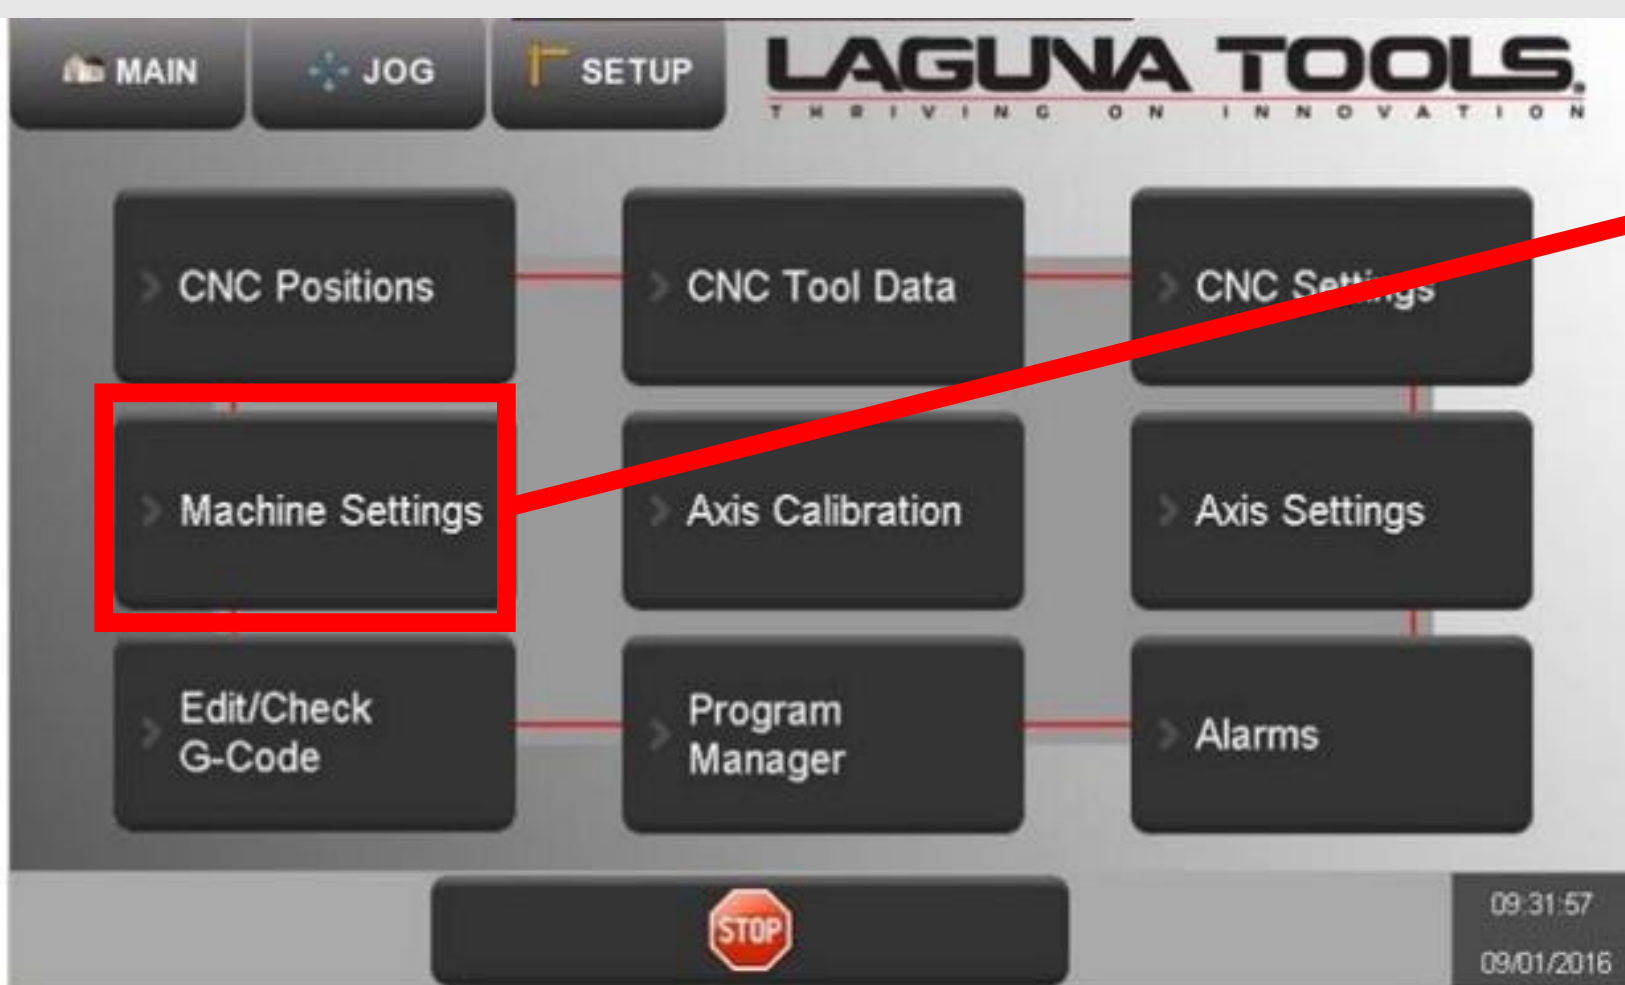 MAIN JOG SETUP LAGUNA TOOLS®
THRIVING ON INNOVATION
CNC Positions CNC Tool Data CNC Settings
Machine Settings Axis Calibration Axis Settings
Edit/Check
G-Code
Program
Manager
Alarms
STOP
09:31:57
09/01/2016